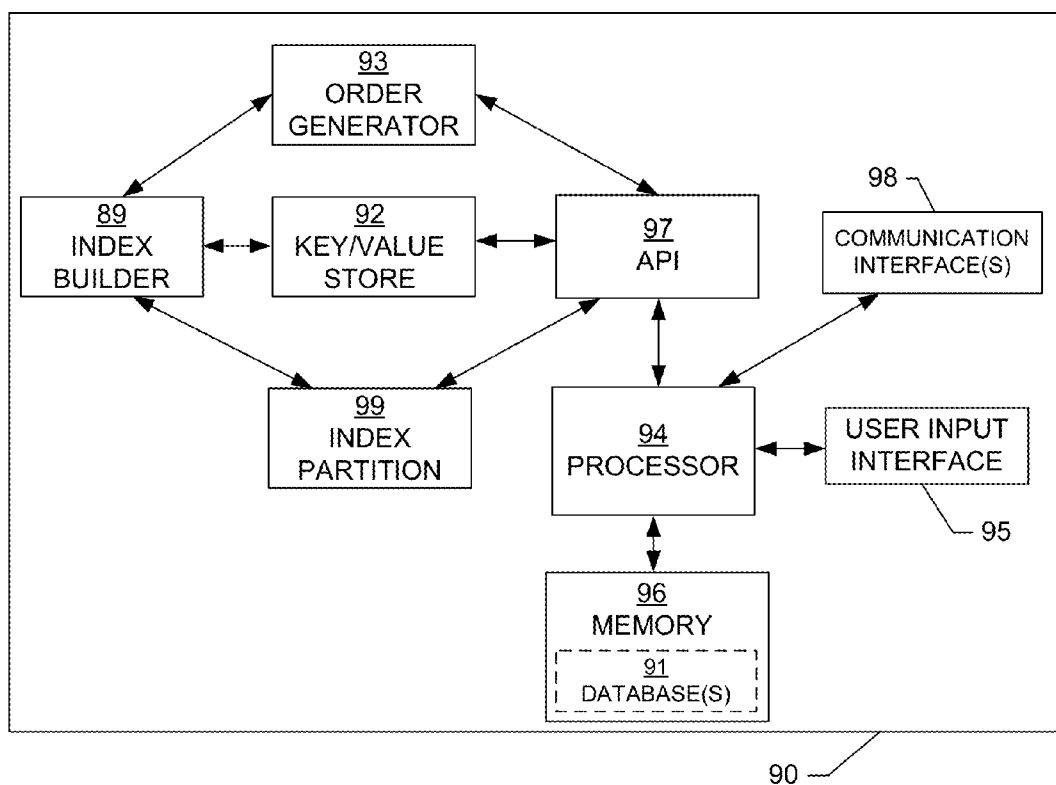 93
ORDER
GENERATOR
89
INDEX
BUILDER
92
KEY/VALUE
STORE
97
API
98
COMMUNICATION
INTERFACE(S)
99
INDEX
PARTITION
94
PROCESSOR
USER INPUT
INTERFACE
95
96
MEMORY
91
DATABASE(S)
90